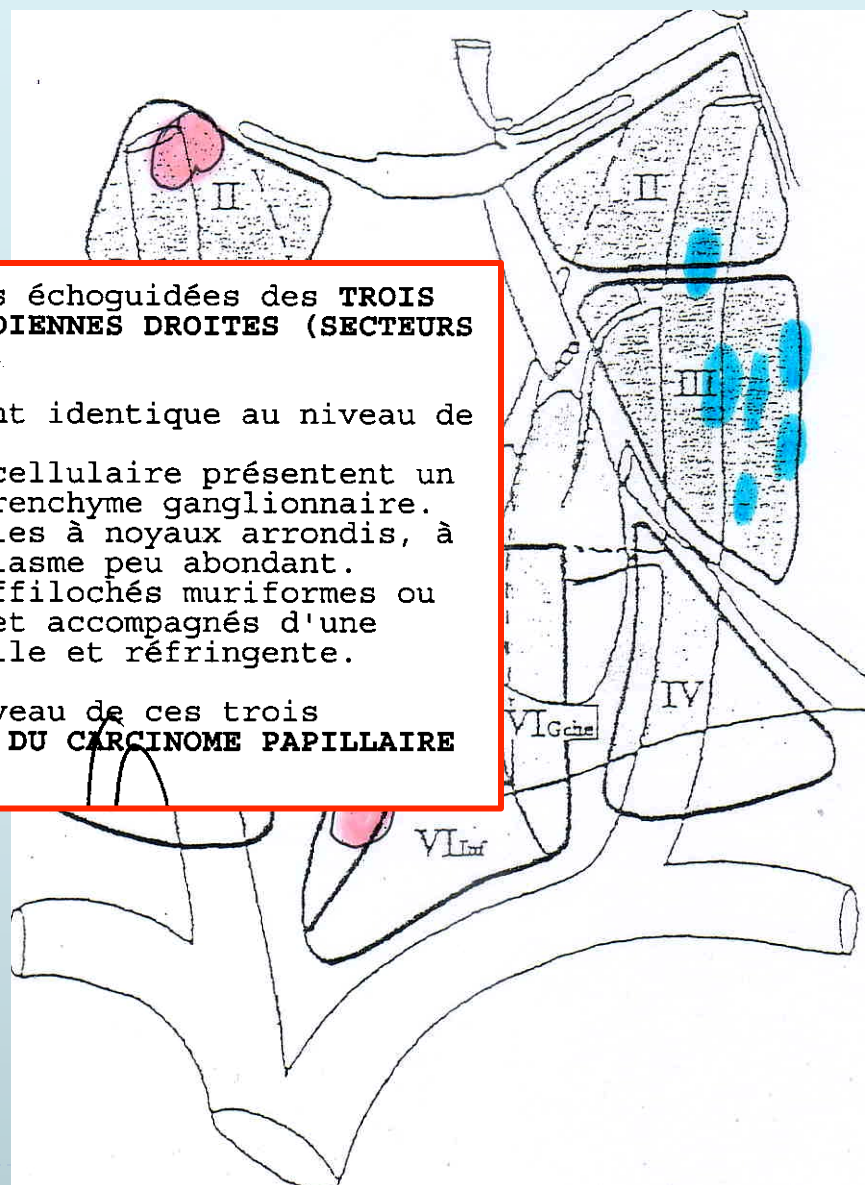 II
II
s échoguidées des TROIS
DIENNES DROITES (SECTEURS
nt identique au niveau de
cellulaire présentent un
renchyme ganglionnaire.
les à noyaux arrondis, à
lasme peu abondant.
ffilochés muriformes ou
et accompagnés d'une
lle et réfringente.
veau de ces trois
DU CARCINOME PAPILLAIRE
III
IV
VI Gche
VI Inf